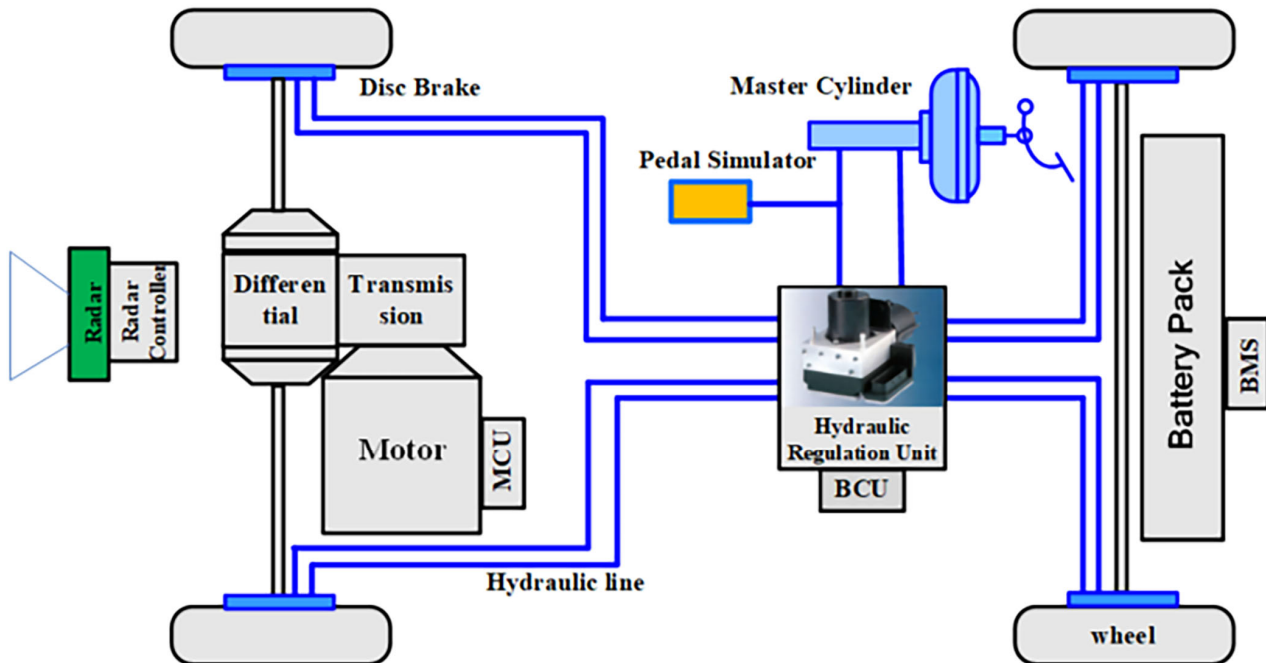 Disc Brake
Master Cylinder
Pedal Simulator
Radar
Radar
Controller
Differen
tial
Transmis
sion
Motor
MCU
Hydraulic
Regulation Unit
BCU
Battery Pack
BMS
Hydraulic line
wheel